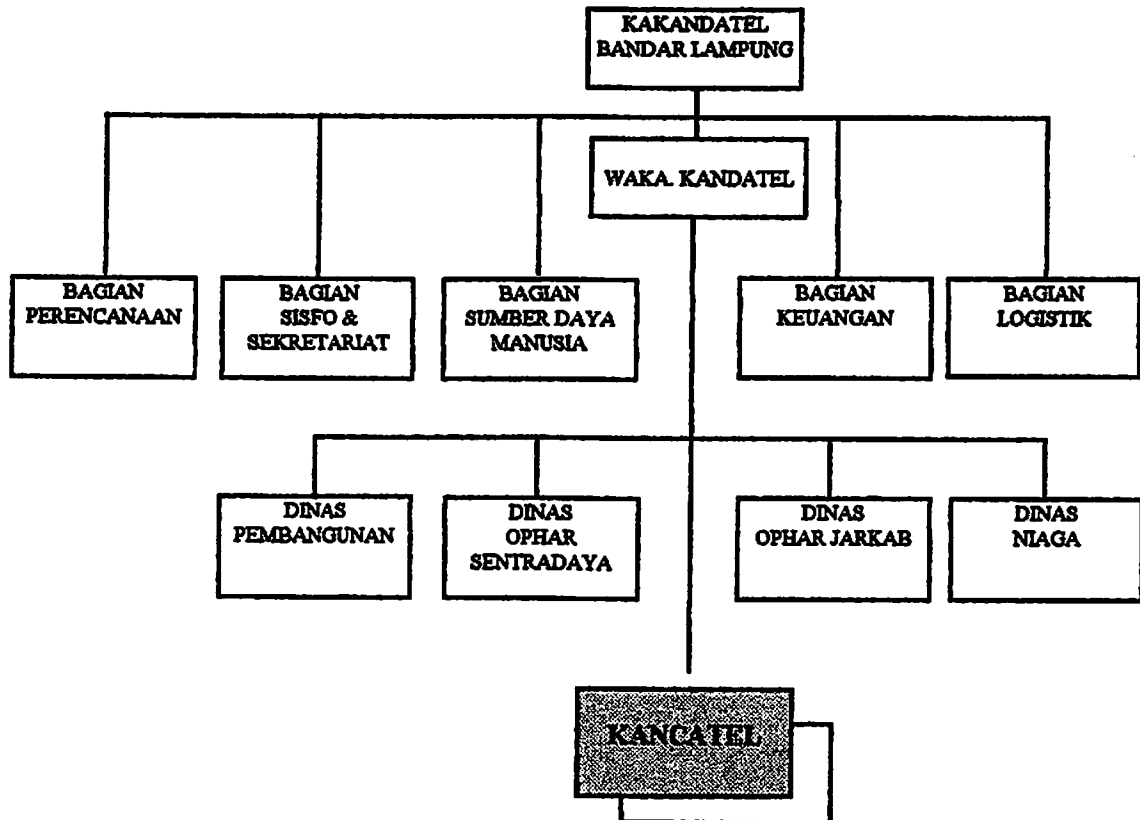 KAKANDATEL
BANDAR LAMPUNG
WAKA. KANDATEL
BAGIAN
PERENCANAAN
BAGIAN
SISFO &
SEKRETARIAT
BAGIAN
SUMBER DAYA
MANUSIA
BAGIAN
KEUANGAN
BAGIAN
LOGISTIK
DINAS
PEMBANGUNAN
DINAS
OPHAR
SENTRADAYA
DINAS
OPHAR JARKAB
DINAS
NIAGA
KANCATEL